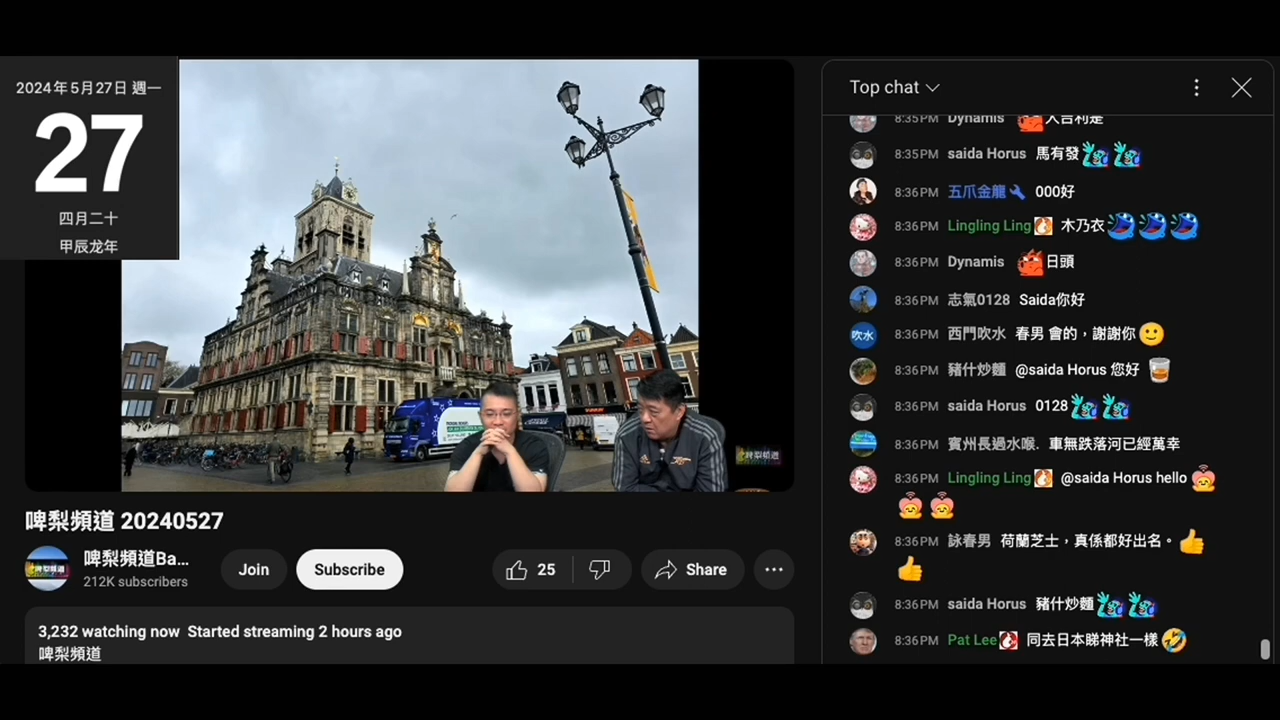 2024年5月27日 週一
27
四月二十
甲辰龙年
啤梨頻道
啤梨頻道 20240527
啤梨頻道Ba...
212K subscribers
Join
Subscribe
25
Share
3,232 watching now Started streaming 2 hours ago
啤梨頻道
Top chat
8:35PM Dynamis 大吉利是
8:35PM saida Horus 馬有發
8:36PM 五爪金龍 000好
8:36PM Lingling Ling 木乃衣
8:36PM Dynamis 日頭
8:36PM 志氣0128 Saida你好
吹水
8:36PM 西門吹水 春男 會的，謝謝你
8:36PM 豬什炒麵 @saida Horus 您好
8:36PM saida Horus 0128
8:36PM 賓州長過水喉. 車無跌落河已經萬幸
8:36PM Lingling Ling @saida Horus hello
8:36PM 詠春男 荷蘭芝士，真係都好出名。
8:36PM saida Horus 豬什炒麵
8:36PM Pat Lee 同去日本睇神社一樣